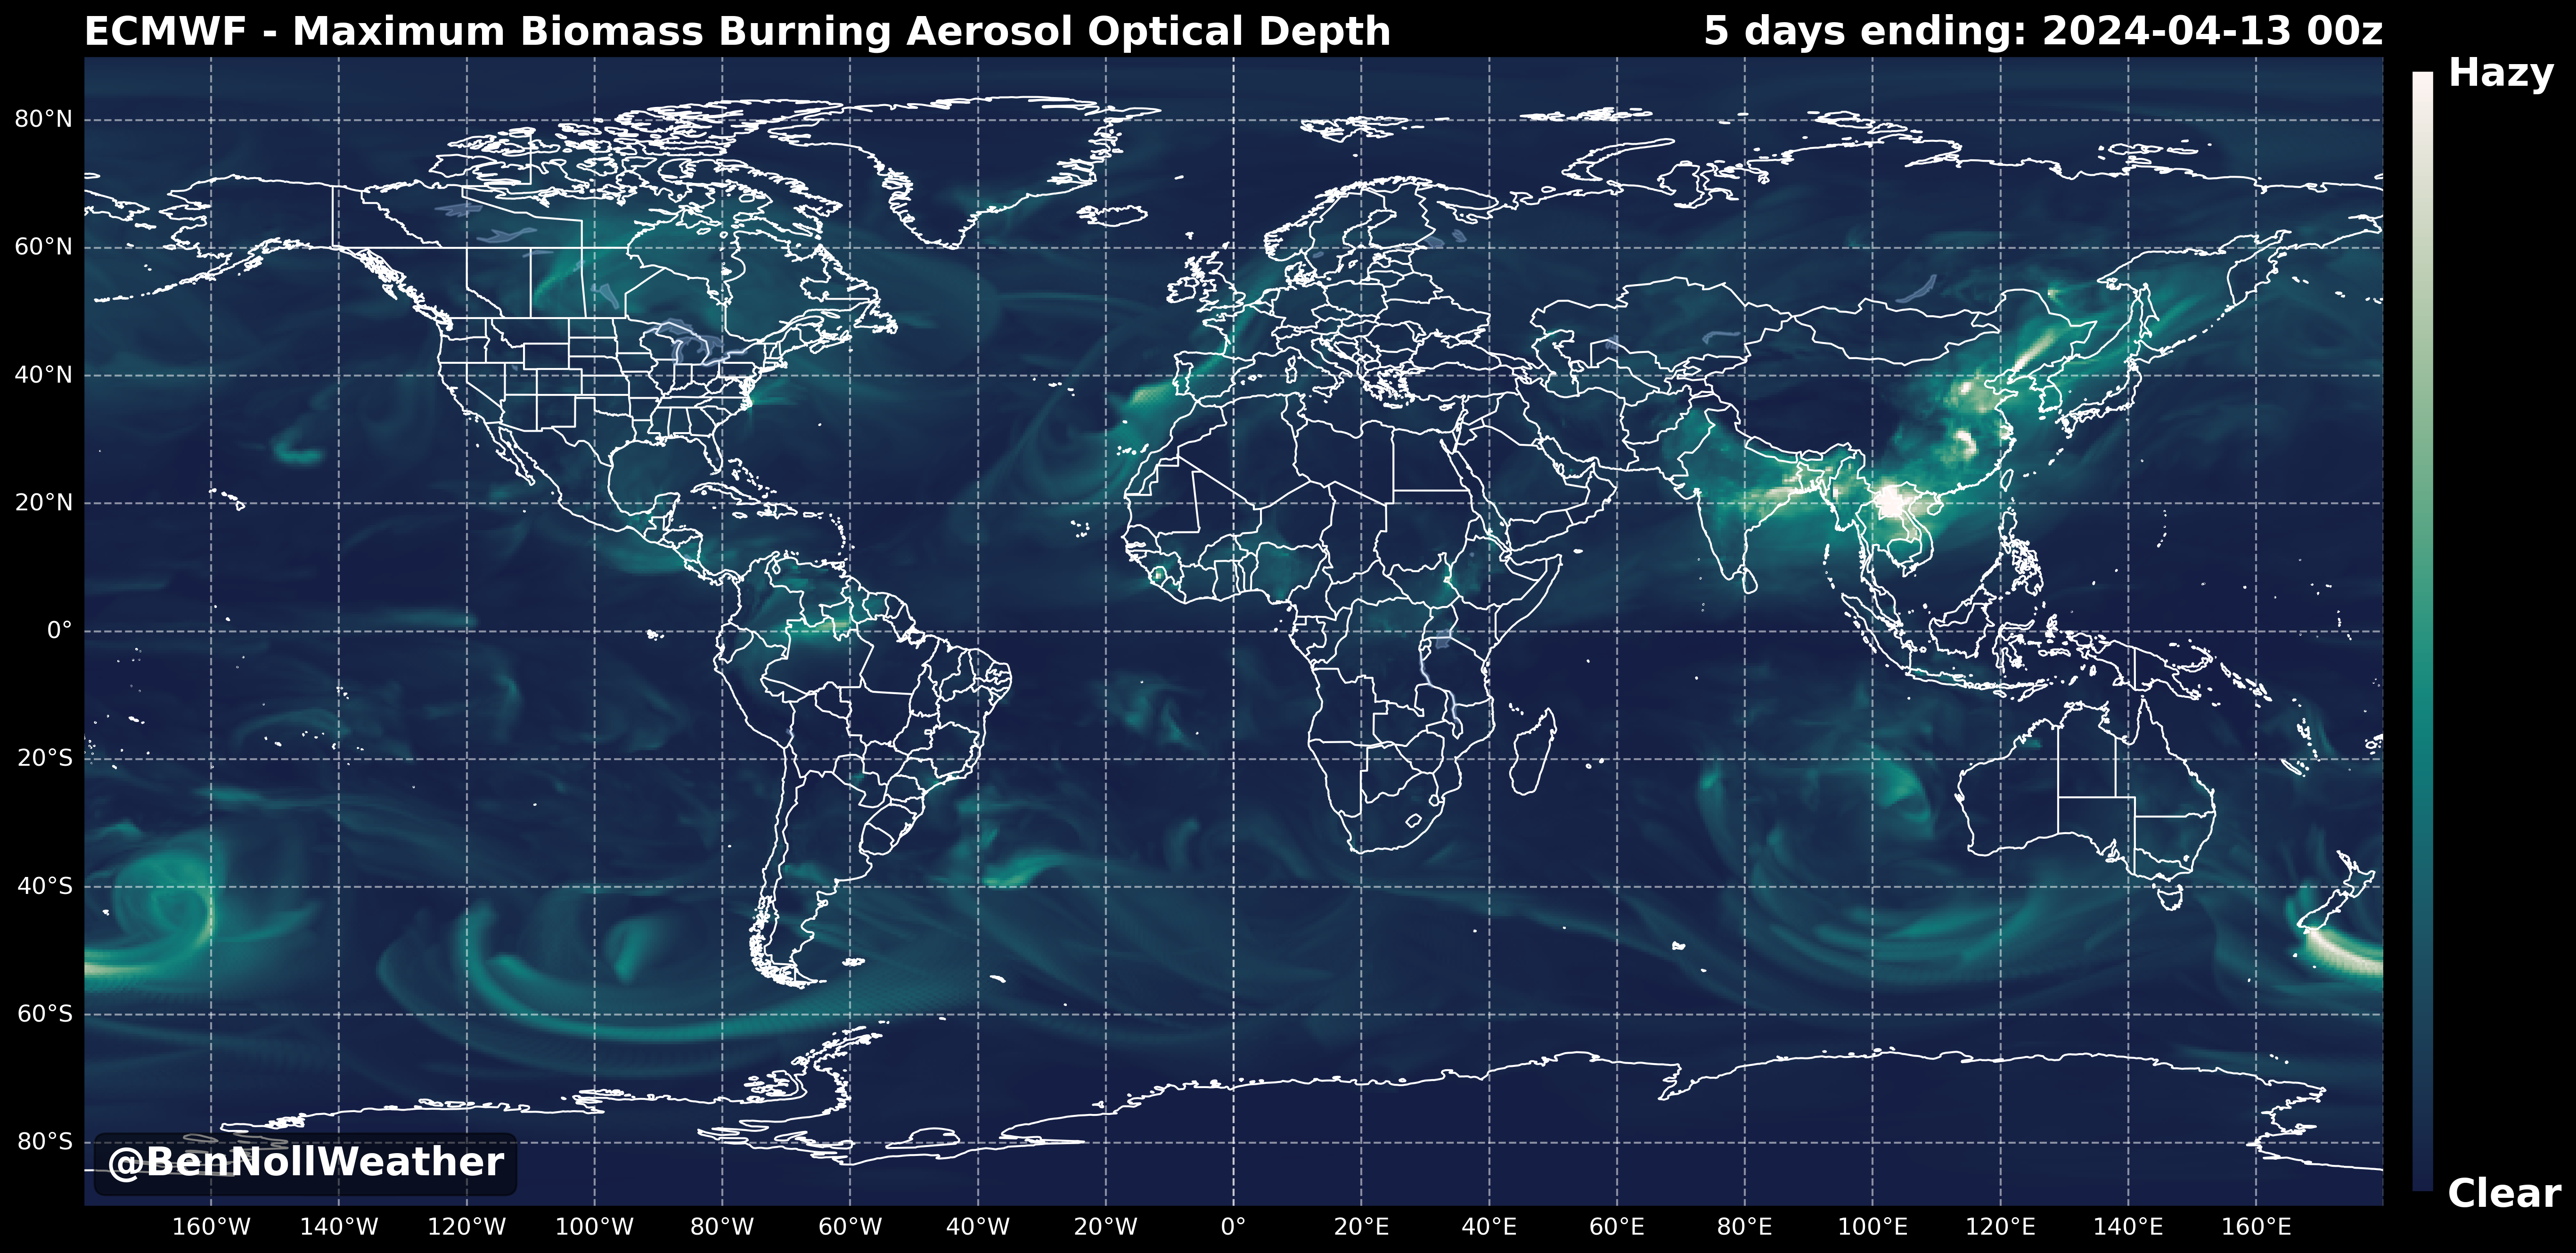 ECMWF - Maximum Biomass Burning Aerosol Optical Depth
5 days ending: 2024-04-13 00z
Hazy
80°N
60°N
40°N
20°N
0°
20°S
40°S
60°S
80°S
@BenNollWeather
Clear
160°W 140°W 120°W 100°W 80°W 60°W 40°W 20°W 0° 20°E 40°E 60°E 80°E 100°E 120°E 140°E 160°E